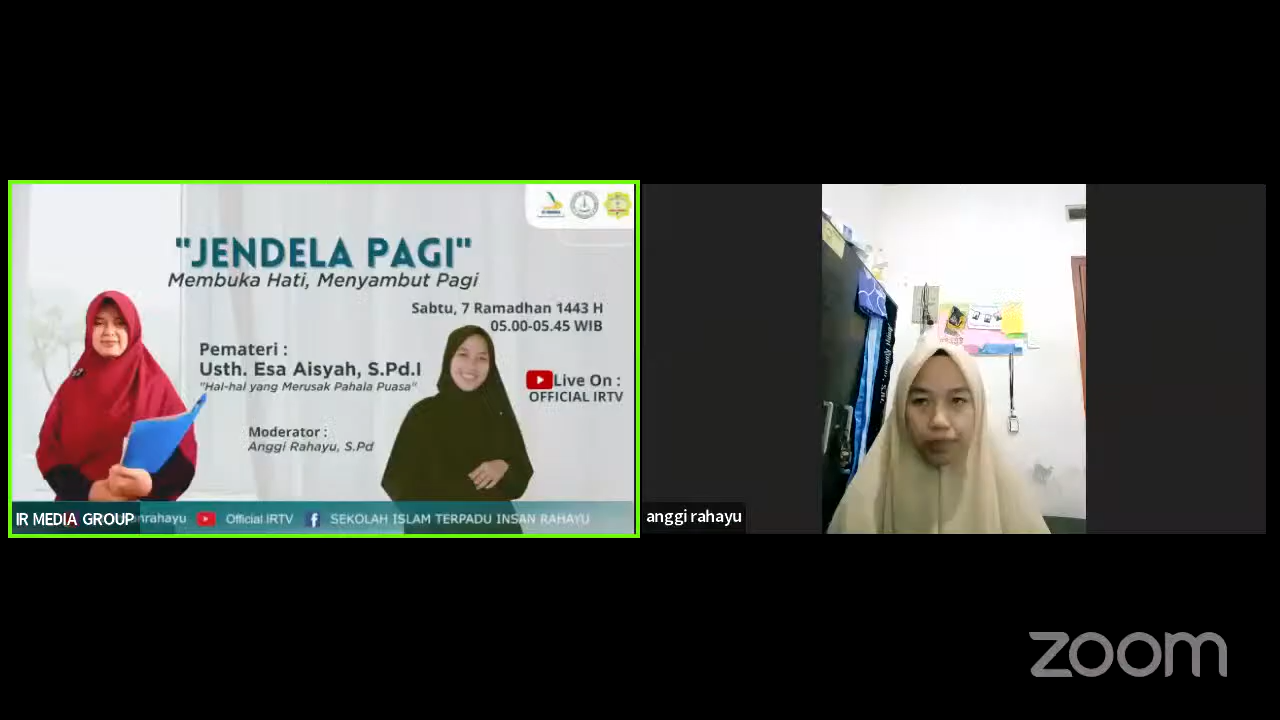 "JENDELA PAGI"
Membuka Hati, Menyambut Pagi
Sabtu, 7 Ramadhan 1443 H
05.00-05.45 WIB
Pemateri :
Usth. Esa Aisyah, S.Pd.I
"Hal-hal yang Merusak Pahala Puasa"
Live On :
OFFICIAL IRTV
Moderator :
Anggi Rahayu, S.Pd
IR MEDIA GROUP
nrahayu
Official IRTV
SEKOLAH ISLAM TERPADU INSAN RAHAYU
anggi rahayu
zoom